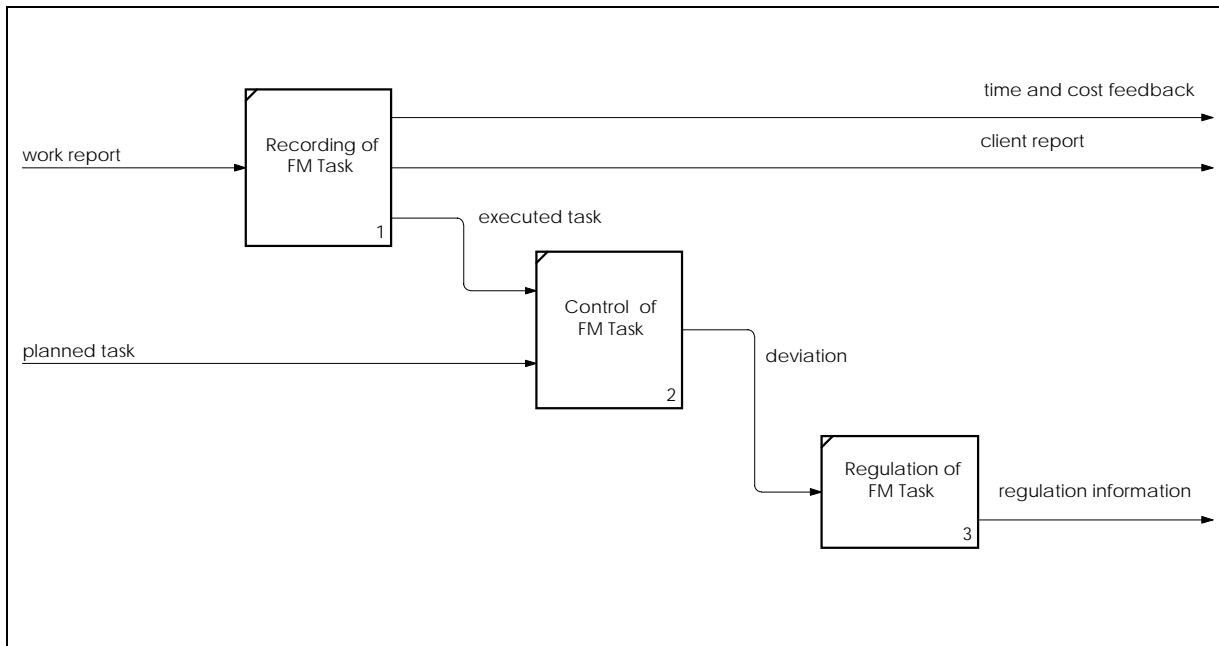 time and cost feedback
client report
work report
Recording of
FM Task
1
executed task
planned task
Control of
FM Task
2
deviation
Regulation of
FM Task
3
regulation information